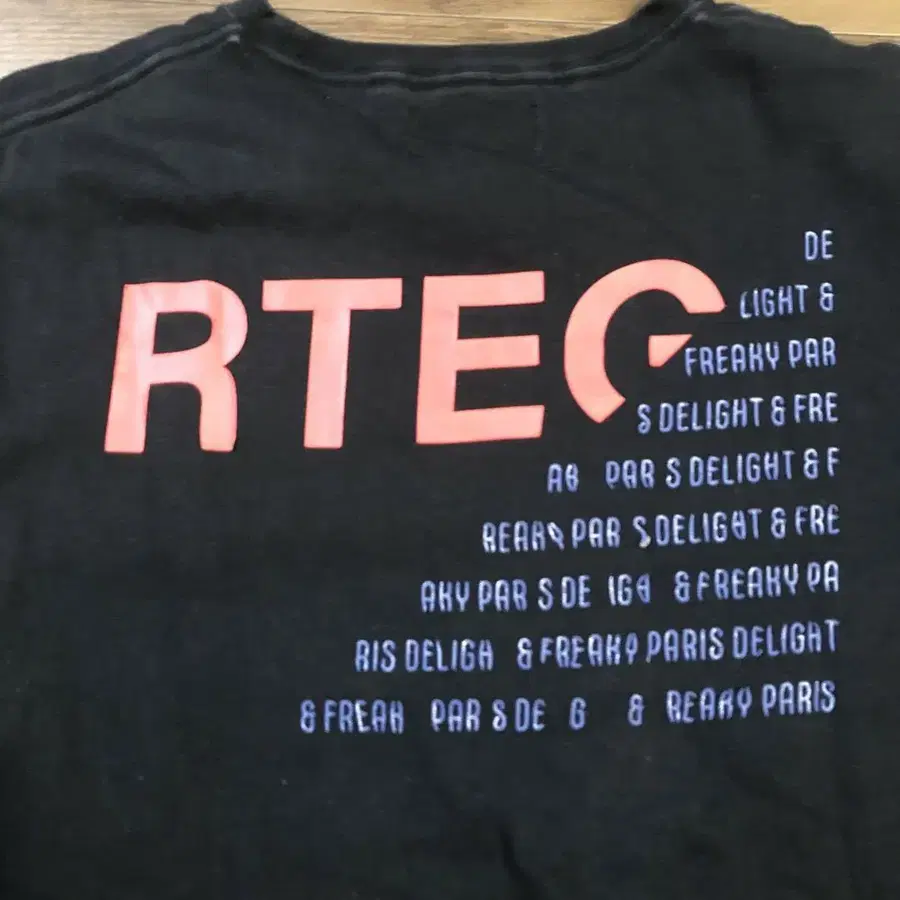 RTEG
DE
LIGHT &
FREAKY PAR
S DELIGHT & FRE
PAR S DELIGHT & F
REAKY PAR S DELIGHT & FRE
AKY PAR S DE & FREAKY PA
RIS DELIGH & FREAKY PARIS DELIGHT
& FREAK PAR S DE G & REAKY PARIS